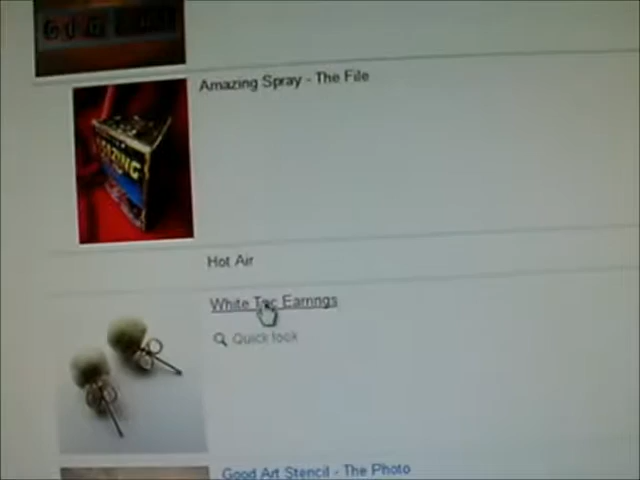 Amazing Spray - The File
Hot Air
White Tac Earrings
Quick look
Good Art Stencil - The Photo